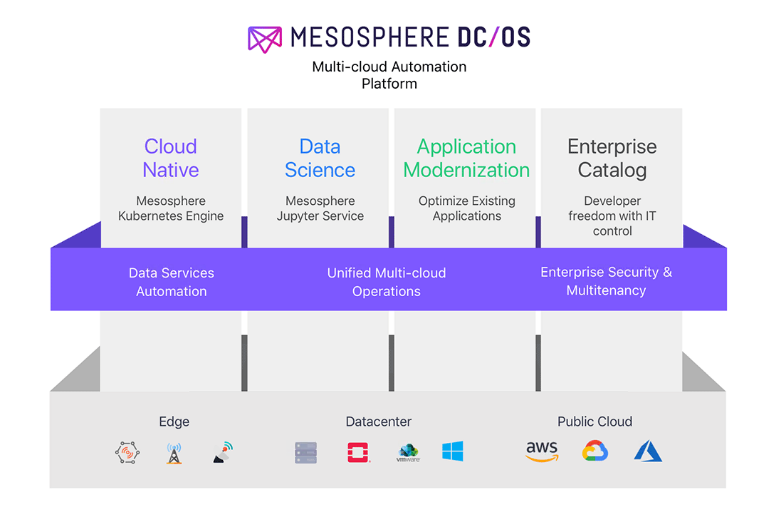 MESOSPHERE DC/OS
Multi-cloud Automation
Platform
Cloud
Native
Mesosphere
Kubernetes Engine
Data
Science
Mesosphere
Jupyter Service
Application
Modernization
Optimize Existing
Applications
Enterprise
Catalog
Developer
freedom with IT
control
Data Services
Automation
Unified Multi-cloud
Operations
Enterprise Security &
Multitenancy
Edge
Datacenter
Public Cloud
vmware
aws